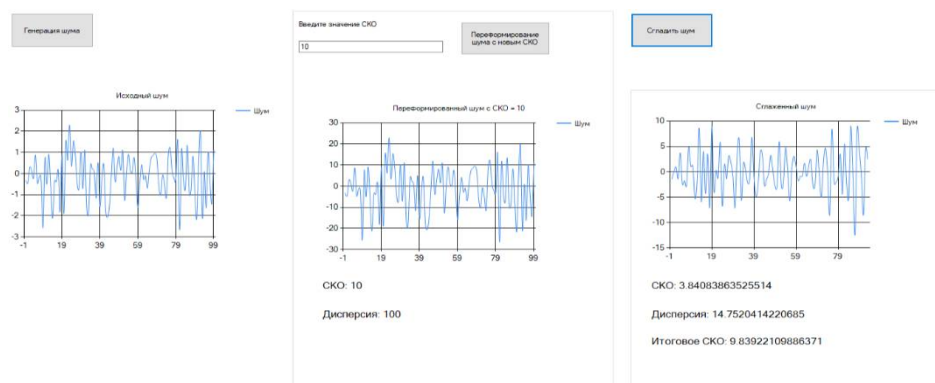 Генерация шума
Исходный шум
Шум
3
2
1
0
-1
-2
-3
-1 19 39 59 79 99
Введите значение СКО
10
Переформирование
шума с новым СКО
Переформированный шум с СКО = 10
Шум
30
20
10
0
-10
-20
-30
-1 19 39 59 79 99
СКО: 10
Дисперсия: 100
Сгладить шум
Сглаженный шум
Шум
10
5
0
-5
-10
-15
-1 19 39 59 79
СКО: 3.84083863525514
Дисперсия: 14.7520414220685
Итоговое СКО: 9.83922109886371